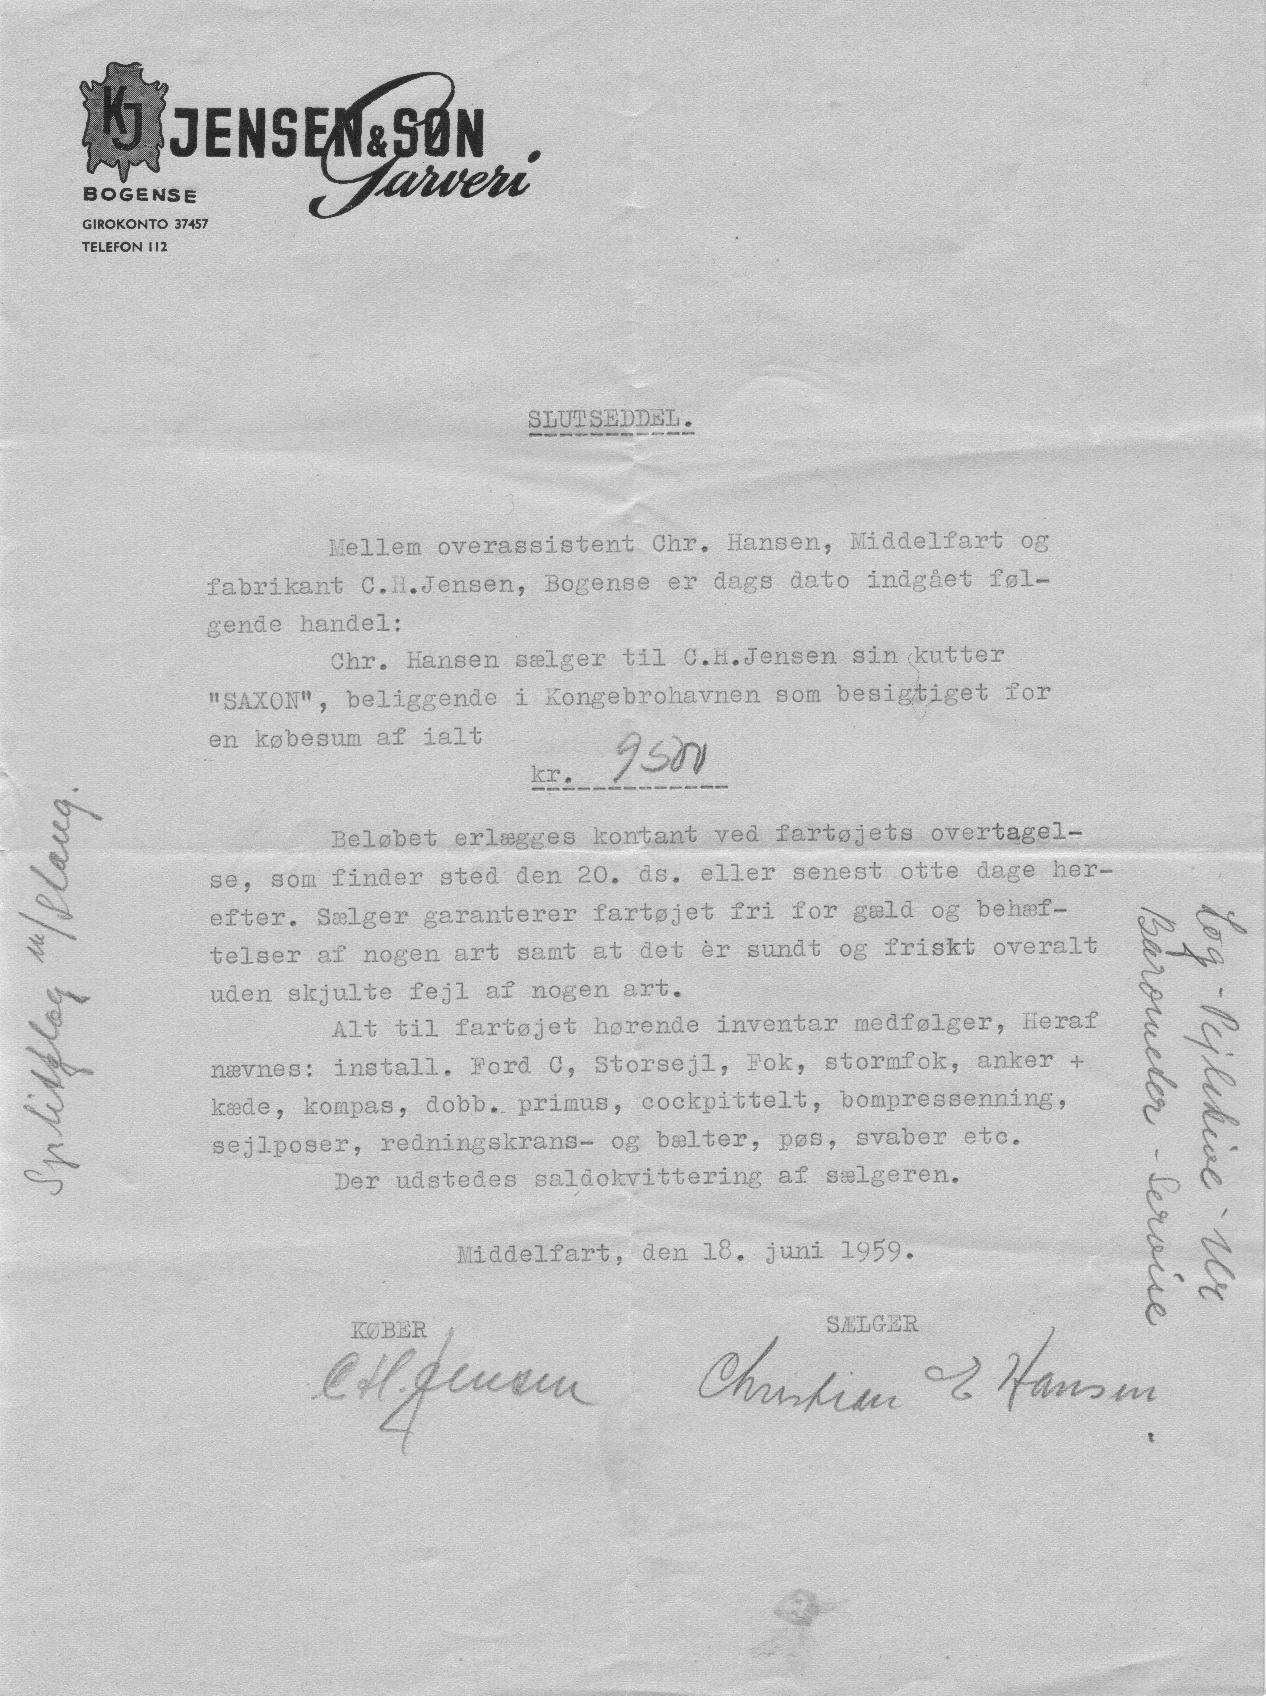 KJ JENSEN & SØN
Garveri
BOGENSE
GIROKONTO 37457
TELEFON 112
SLUTSEDDEL.
Mellem overassistent Chr. Hansen, Middelfart og
fabrikant C.H.Jensen, Bogense er dags dato indgået føl-
gende handel:
Chr. Hansen sælger til C.H.Jensen sin kutter
"SAXON", beliggende i Kongebrohavnen som besigtiget for
en købesum af ialt
kr. 9500
Beløbet erlægges kontant ved fartøjets overtagel-
se, som finder sted den 20. ds. eller senest otte dage her-
efter. Sælger garanterer fartøjet fri for gæld og behæf-
telser af nogen art samt at det èr sundt og friskt overalt
uden skjulte fejl af nogen art.
Alt til fartøjet hørende inventar medfølger, Heraf
nævnes: install. Ford C, Storsejl, Fok, stormfok, anker +
kæde, kompas, dobb. primus, cockpittelt, bompressenning,
sejlposer, redningskrans- og bælter, pøs, svaber etc.
Der udstedes saldokvittering af sælgeren.
Middelfart, den 18. juni 1959.
KØBER
SÆLGER
C.H. Jensen
Christian E Hansen.
Splitflag m/Stang.
Log - Pejlskive - Ur
Barometer - Servise